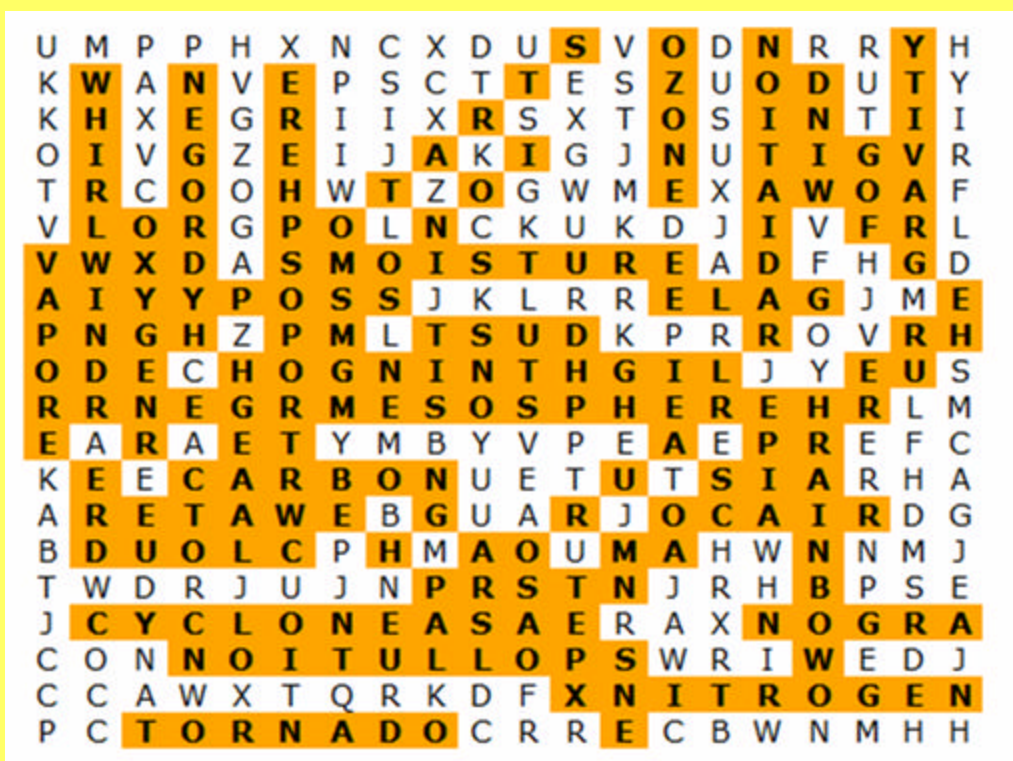 U M P P H X N C X D U S V O D N R R Y H
K W A N V E P S C T T E S Z U O D U T Y
K H X E G R I I X R S X T O S I N T I I
O I V G Z E I J A K I G J N U T I G V R
T R C O O H W T Z O G W M E X A W O A F
V L O R G P O L N C K U K D J I V F R L
V W X D A S M O I S T U R E A D F H G D
A I Y Y P O S S J K L R R E L A G J M E
P N G H Z P M L T S U D K P R R O V R H
O D E C H O G N I N T H G I L J Y E U S
R R N E G R M E S O S P H E R E H R L M
E A R A E T Y M B Y V P E A E P R E F C
K E E C A R B O N U E T U T S I A R H A
A R E T A W E B G U A R J O C A I R D G
B D U O L C P H M A O U M A H W N N M J
T W D R J U J N P R S T N J R H B P S E
J C Y C L O N E A S A E R A X N O G R A
C O N N O I T U L L O P S W R I W E D J
C C A W X T Q R K D F X N I T R O G E N
P C T O R N A D O C R R E C B W N M H H